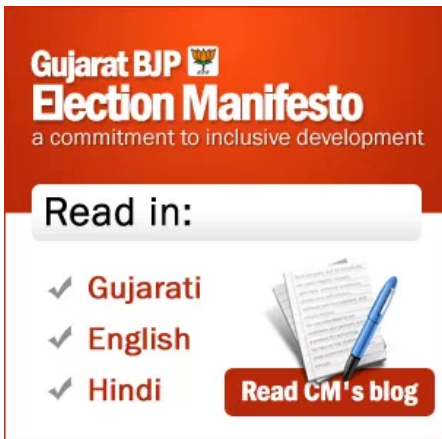 Gujarat BJP
Election Manifesto
a commitment to inclusive development
Read in:
Gujarati
English
Hindi
Read CM's blog